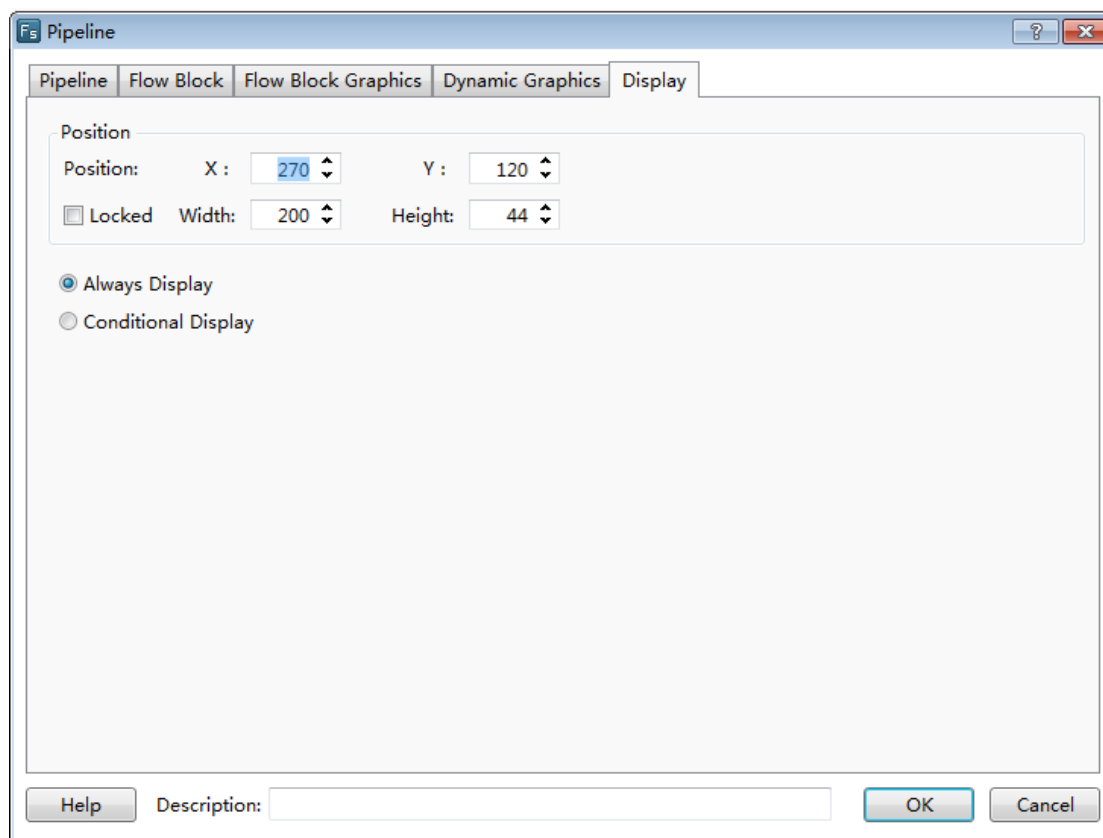 Fs Pipeline
Pipeline Flow Block Flow Block Graphics Dynamic Graphics Display
Position
Position: X : 270 Y : 120
Locked Width: 200 Height: 44
Always Display
Conditional Display
Help Description: OK Cancel